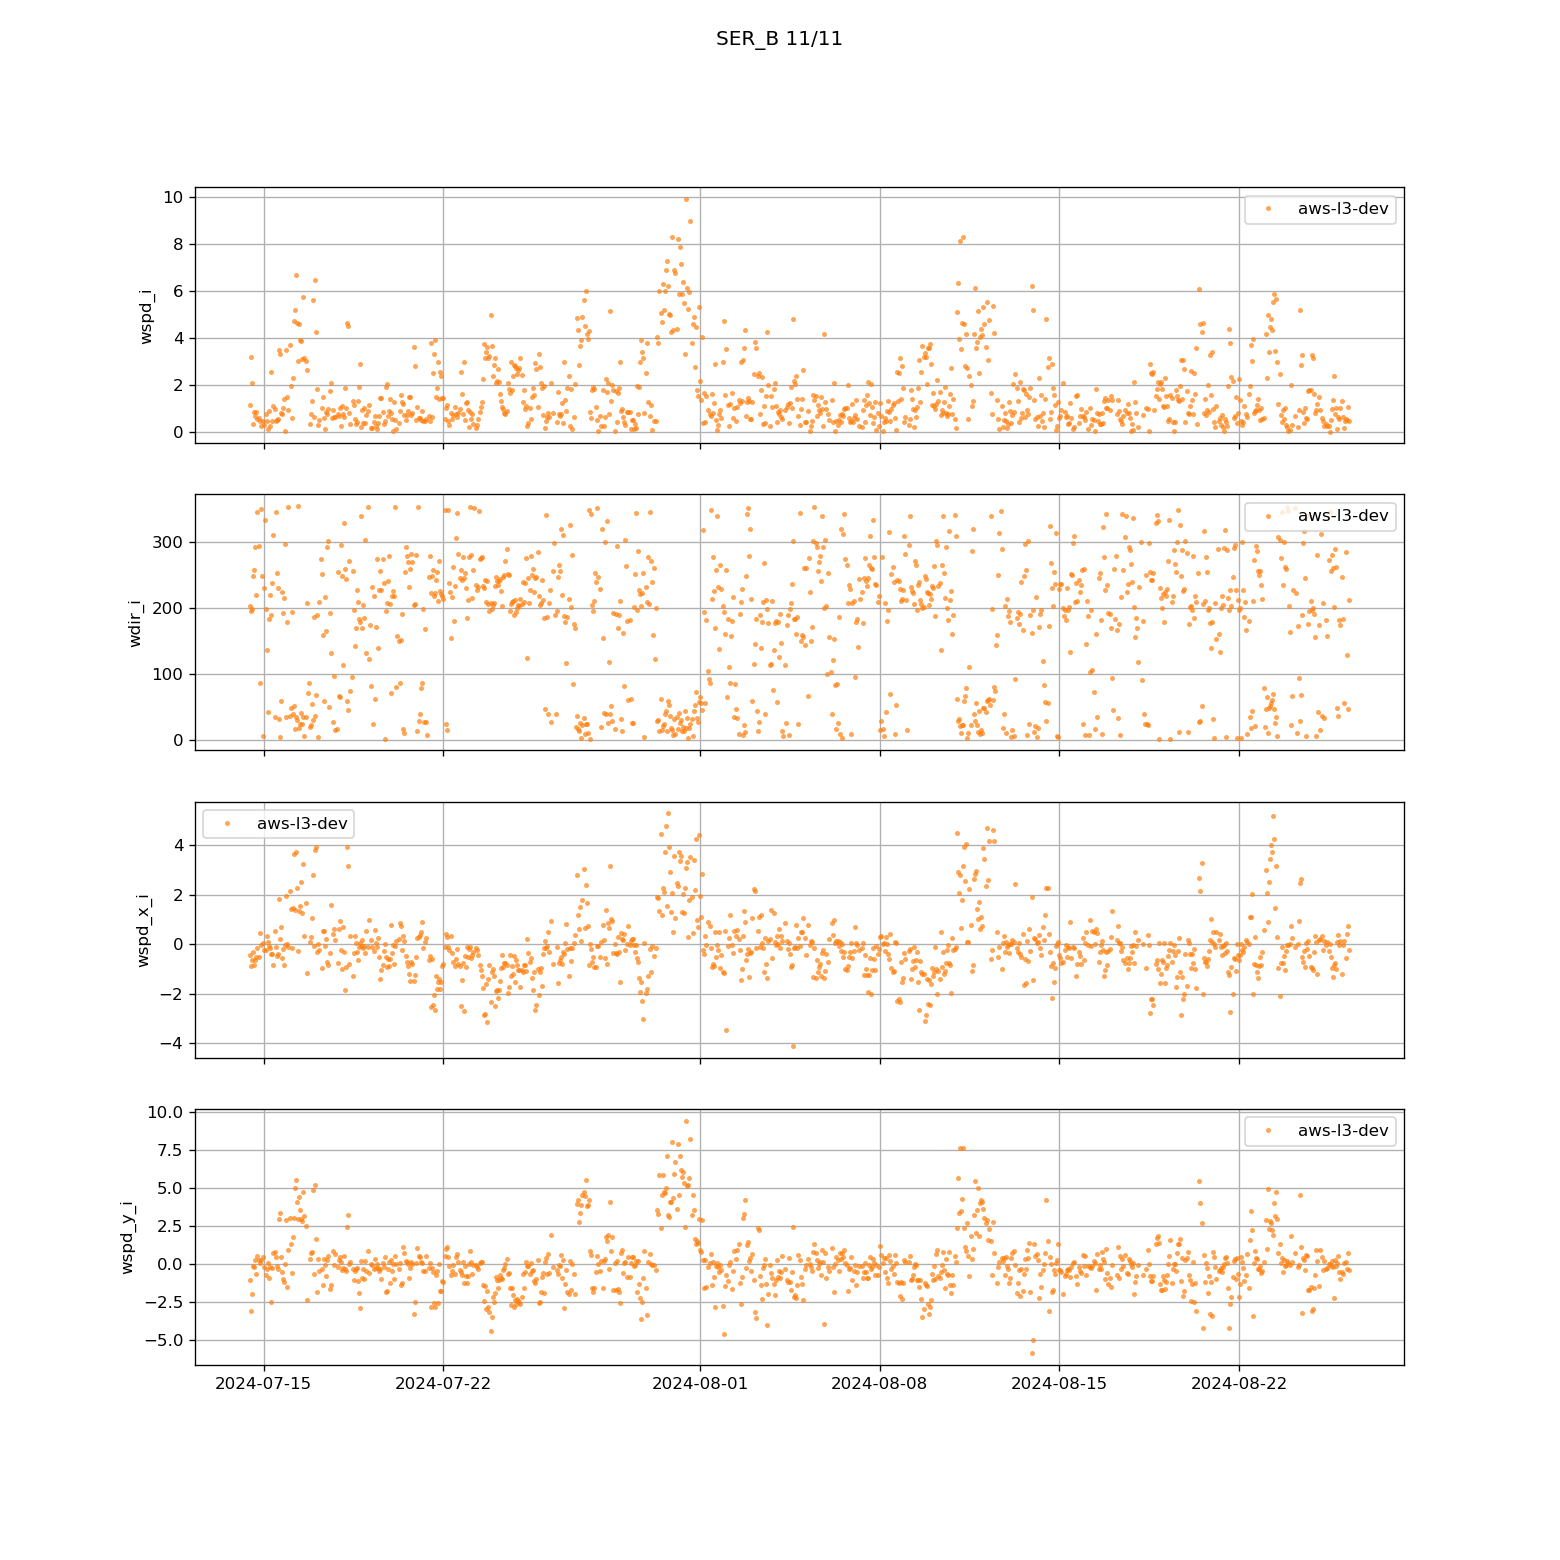 SER_B 11/11
wspd_i
10
8
6
4
2
0
aws-l3-dev
wdir_i
300
200
100
0
aws-l3-dev
wspd_x_i
4
2
0
−2
−4
aws-l3-dev
wspd_y_i
10.0
7.5
5.0
2.5
0.0
−2.5
−5.0
aws-l3-dev
2024-07-15 2024-07-22 2024-08-01 2024-08-08 2024-08-15 2024-08-22